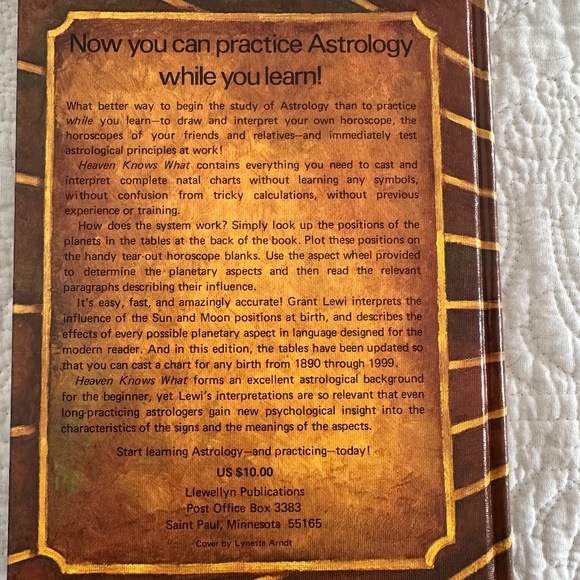 Now you can practice Astrology
while you learn!
What better way to begin the study of Astrology than to practice
while you learn—to draw and interpret your own horoscope, the
horoscopes of your friends and relatives—and immediately test
astrological principles at work!
Heaven Knows What contains everything you need to cast and
interpret complete natal charts without learning any symbols,
without confusion from tricky calculations, without previous
experience or training.
How does the system work? Simply look up the positions of the
planets in the tables at the back of the book. Plot these positions on
the handy tear-out horoscope blanks. Use the aspect wheel provided
to determine the planetary aspects and then read the relevant
paragraphs describing their influence.
It's easy, fast, and amazingly accurate! Grant Lewi interprets the
influence of the Sun and Moon positions at birth, and describes the
effects of every possible planetary aspect in language designed for the
modern reader. And in this edition, the tables have been updated so
that you can cast a chart for any birth from 1890 through 1999.
Heaven Knows What forms an excellent astrological background
for the beginner, yet Lewi's interpretations are so relevant that even
long-practicing astrologers gain new psychological insight into the
characteristics of the signs and the meanings of the aspects.
Start learning Astrology—and practicing—today!
US $10.00
Llewellyn Publications
Post Office Box 3383
Saint Paul, Minnesota 55165
Cover by Lynette Arndt